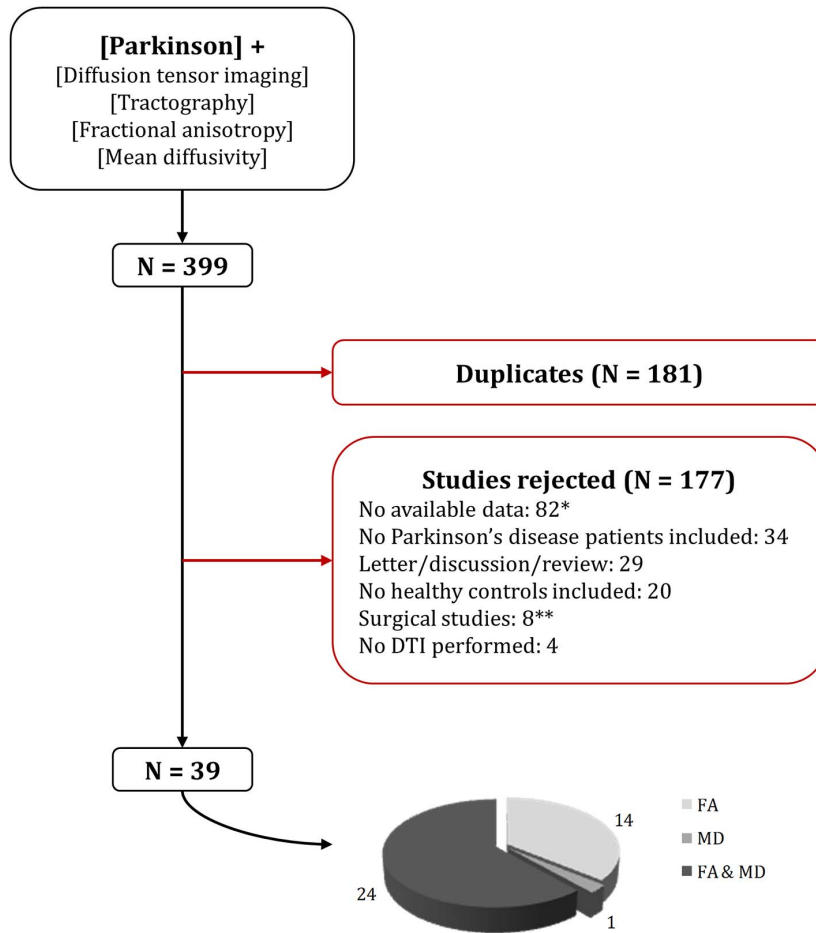 [Parkinson] +
[Diffusion tensor imaging]
[Tractography]
[Fractional anisotropy]
[Mean diffusivity]
N = 399
Duplicates (N = 181)
Studies rejected (N = 177)
No available data: 82*
No Parkinson's disease patients included: 34
Letter/discussion/review: 29
No healthy controls included: 20
Surgical studies: 8**
No DTI performed: 4
N = 39
14
24
1
FA
MD
FA & MD